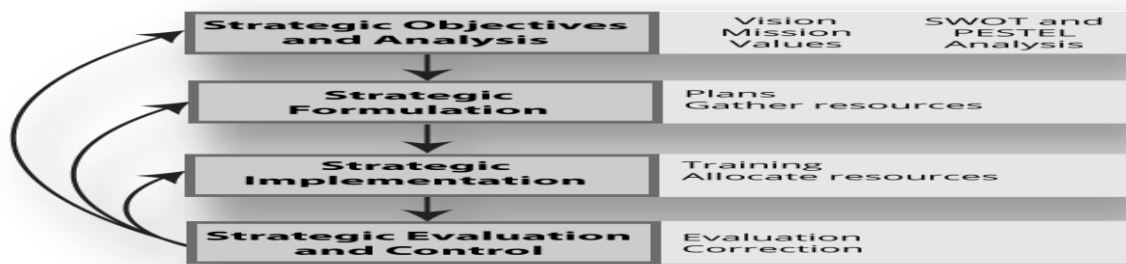 Strategic Objectives
and Analysis
Vision
Mission
Values
SWOT and
PESTEL
Analysis
Strategic
Formulation
Plans
Gather resources
Strategic
Implementation
Training
Allocate resources
Strategic Evaluation
and Control
Evaluation
Correction